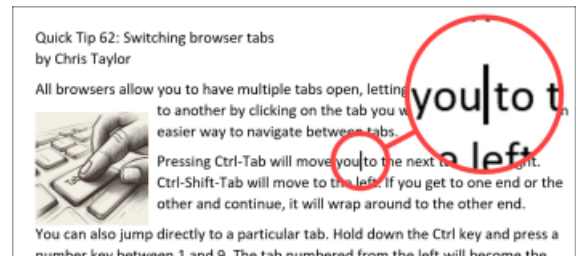 Quick Tip 62: Switching browser tabs
by Chris Taylor
All browsers allow you to have multiple tabs open, letting
to another by clicking on the tab you
easier way to navigate between tabs.
Pressing Ctrl-Tab will move you to the next
Ctrl-Shift-Tab will move to the left. If you get to one end or the
other and continue, it will wrap around to the other end.
You can also jump directly to a particular tab. Hold down the Ctrl key and press a
number key between 1 and 9. The tab numbered from the left will become the
you to t
left